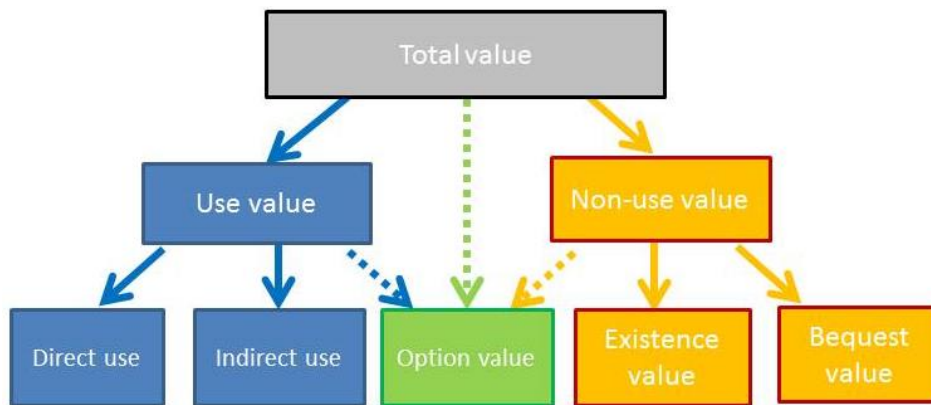 Total value
Use value
Non-use value
Direct use
Indirect use
Option value
Existence
value
Bequest
value